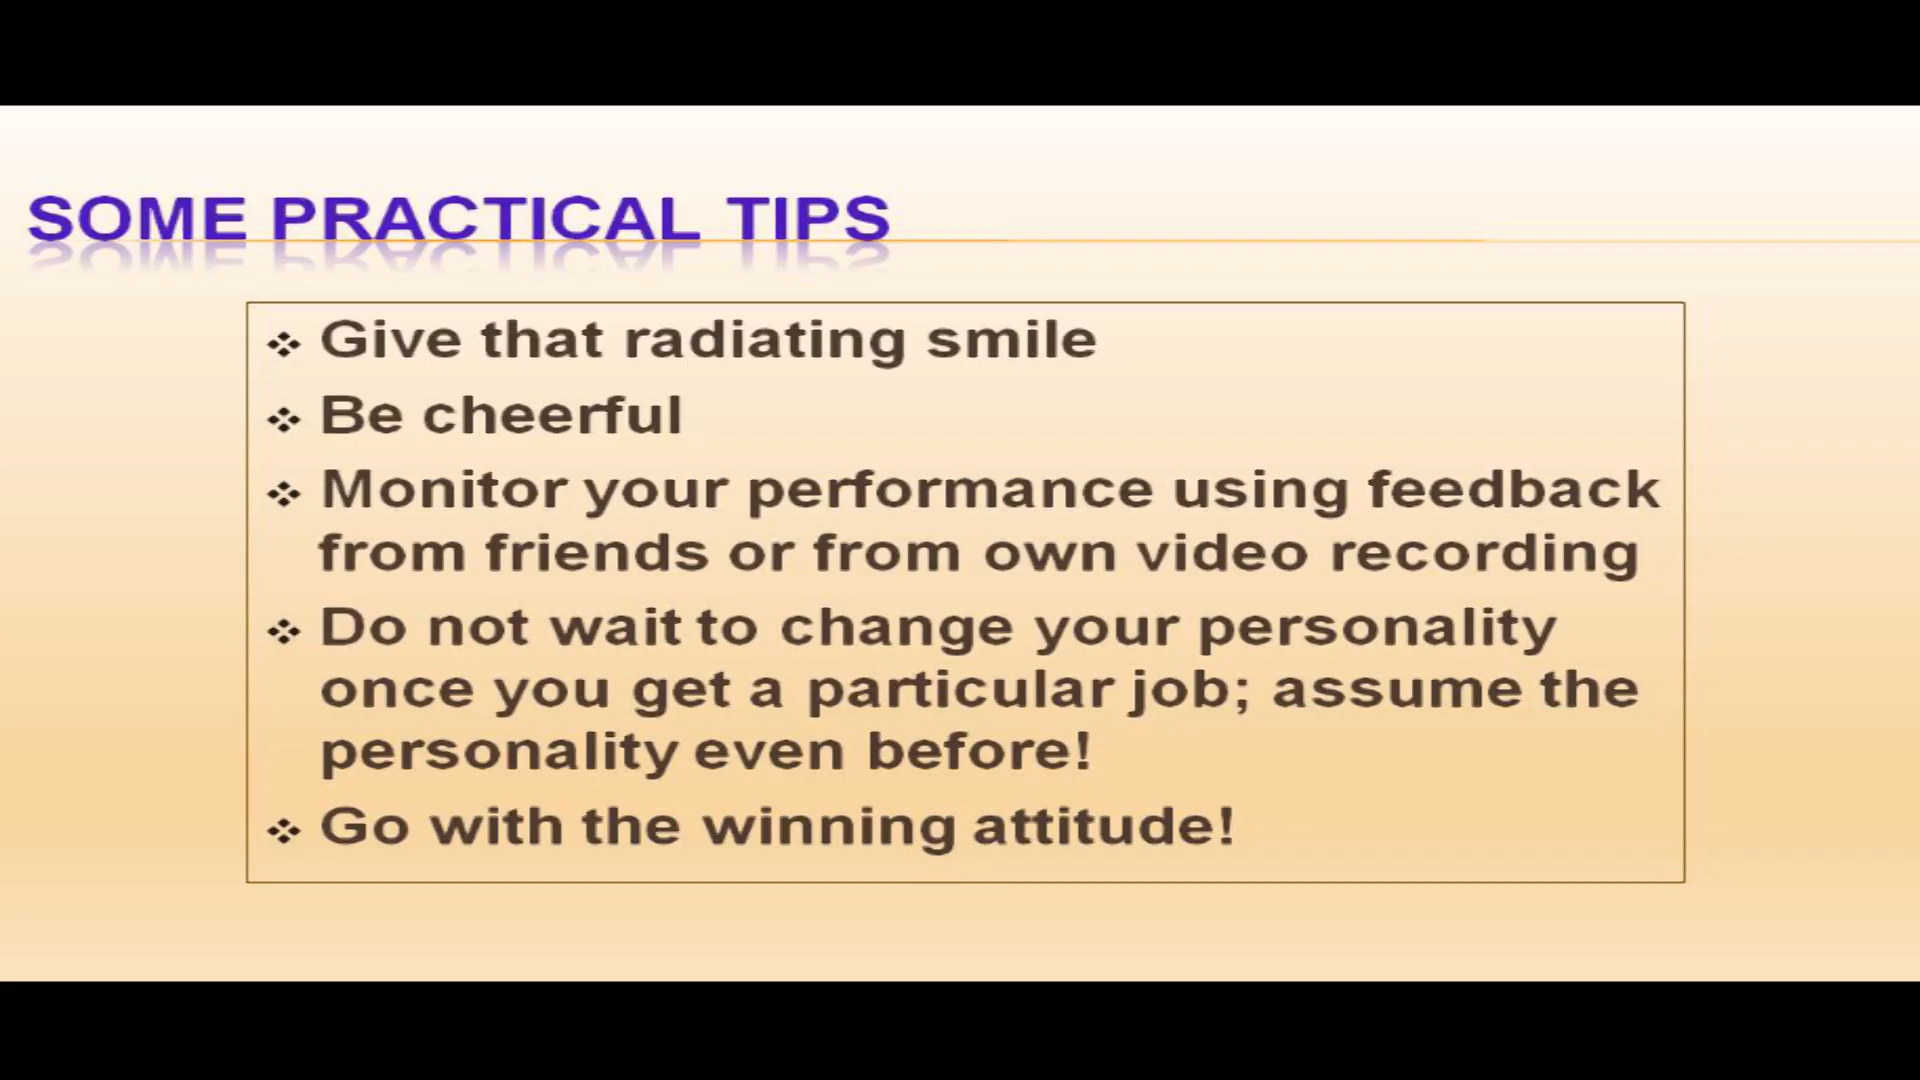 SOME PRACTICAL TIPS
❖ Give that radiating smile
❖ Be cheerful
❖ Monitor your performance using feedback
from friends or from own video recording
❖ Do not wait to change your personality
once you get a particular job; assume the
personality even before!
❖ Go with the winning attitude!